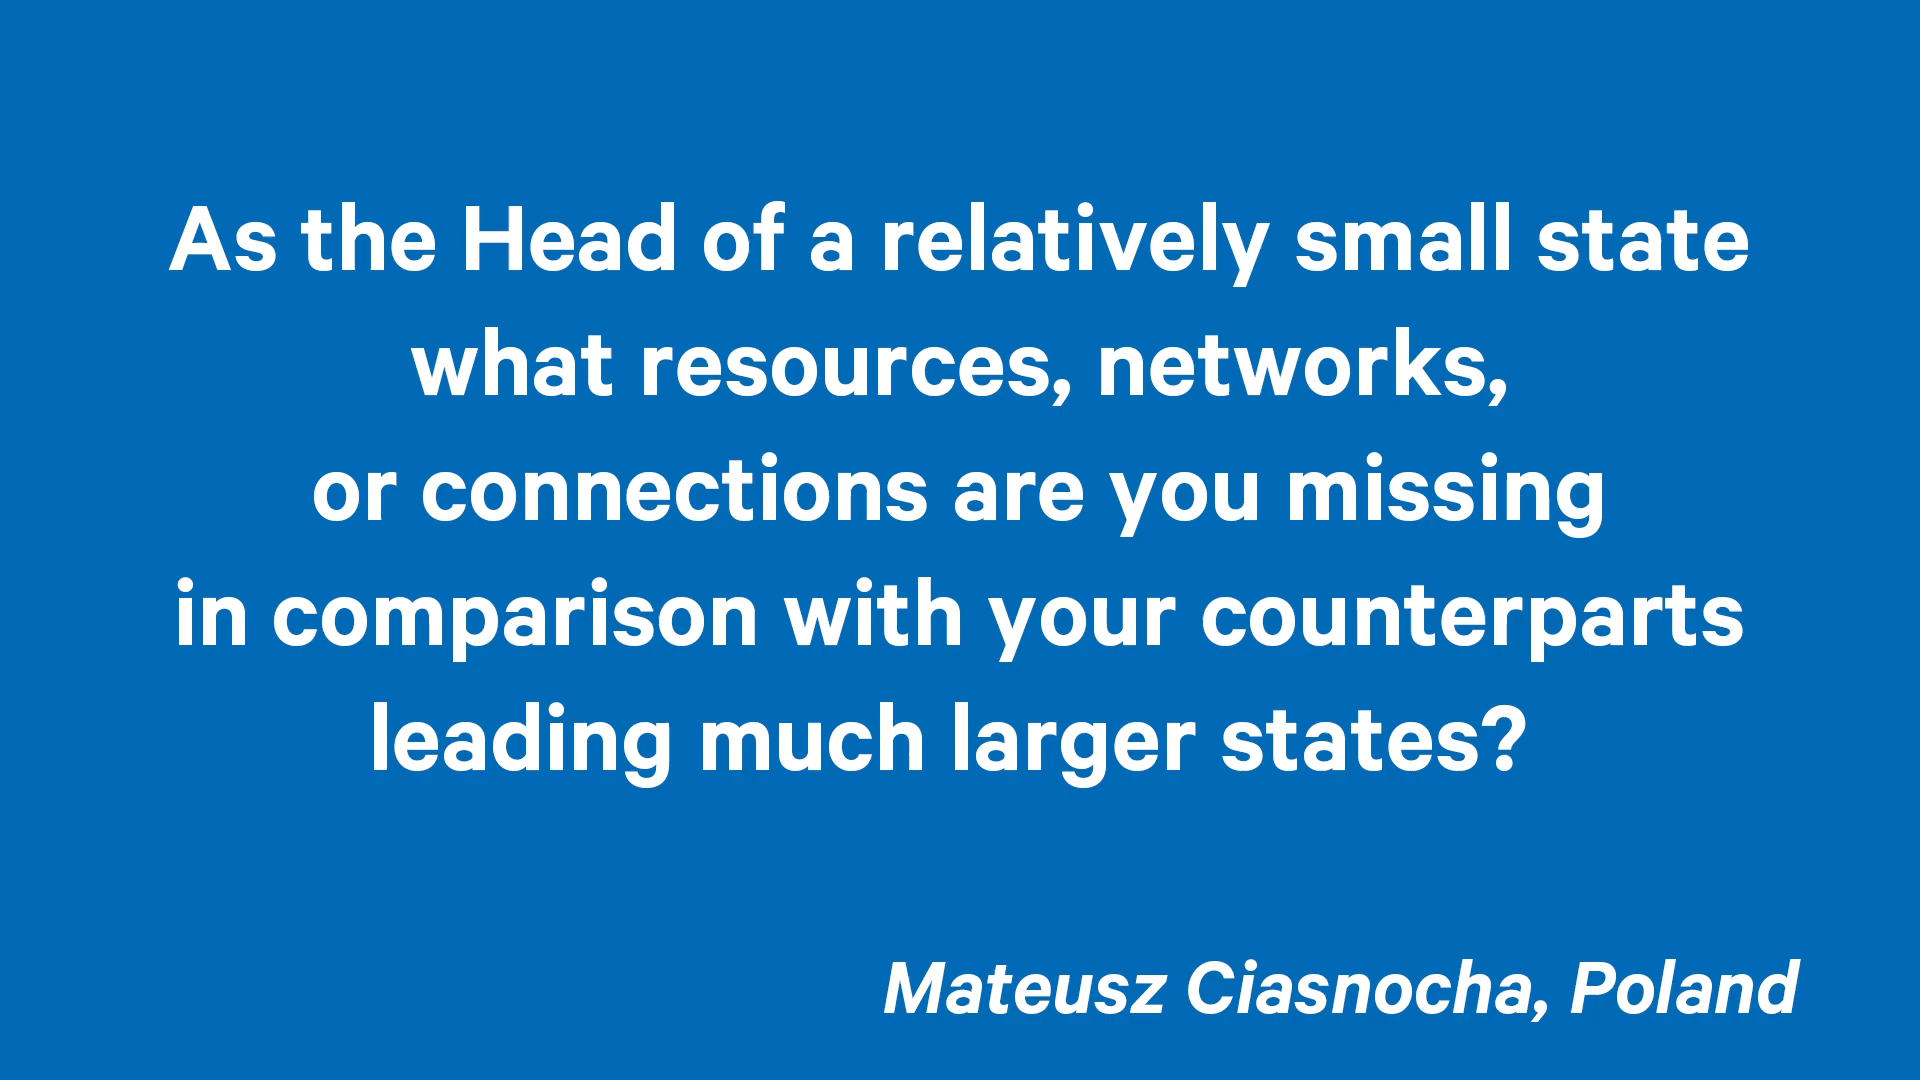 As the Head of a relatively small state
what resources, networks,
or connections are you missing
in comparison with your counterparts
leading much larger states?
Mateusz Ciasnocha, Poland